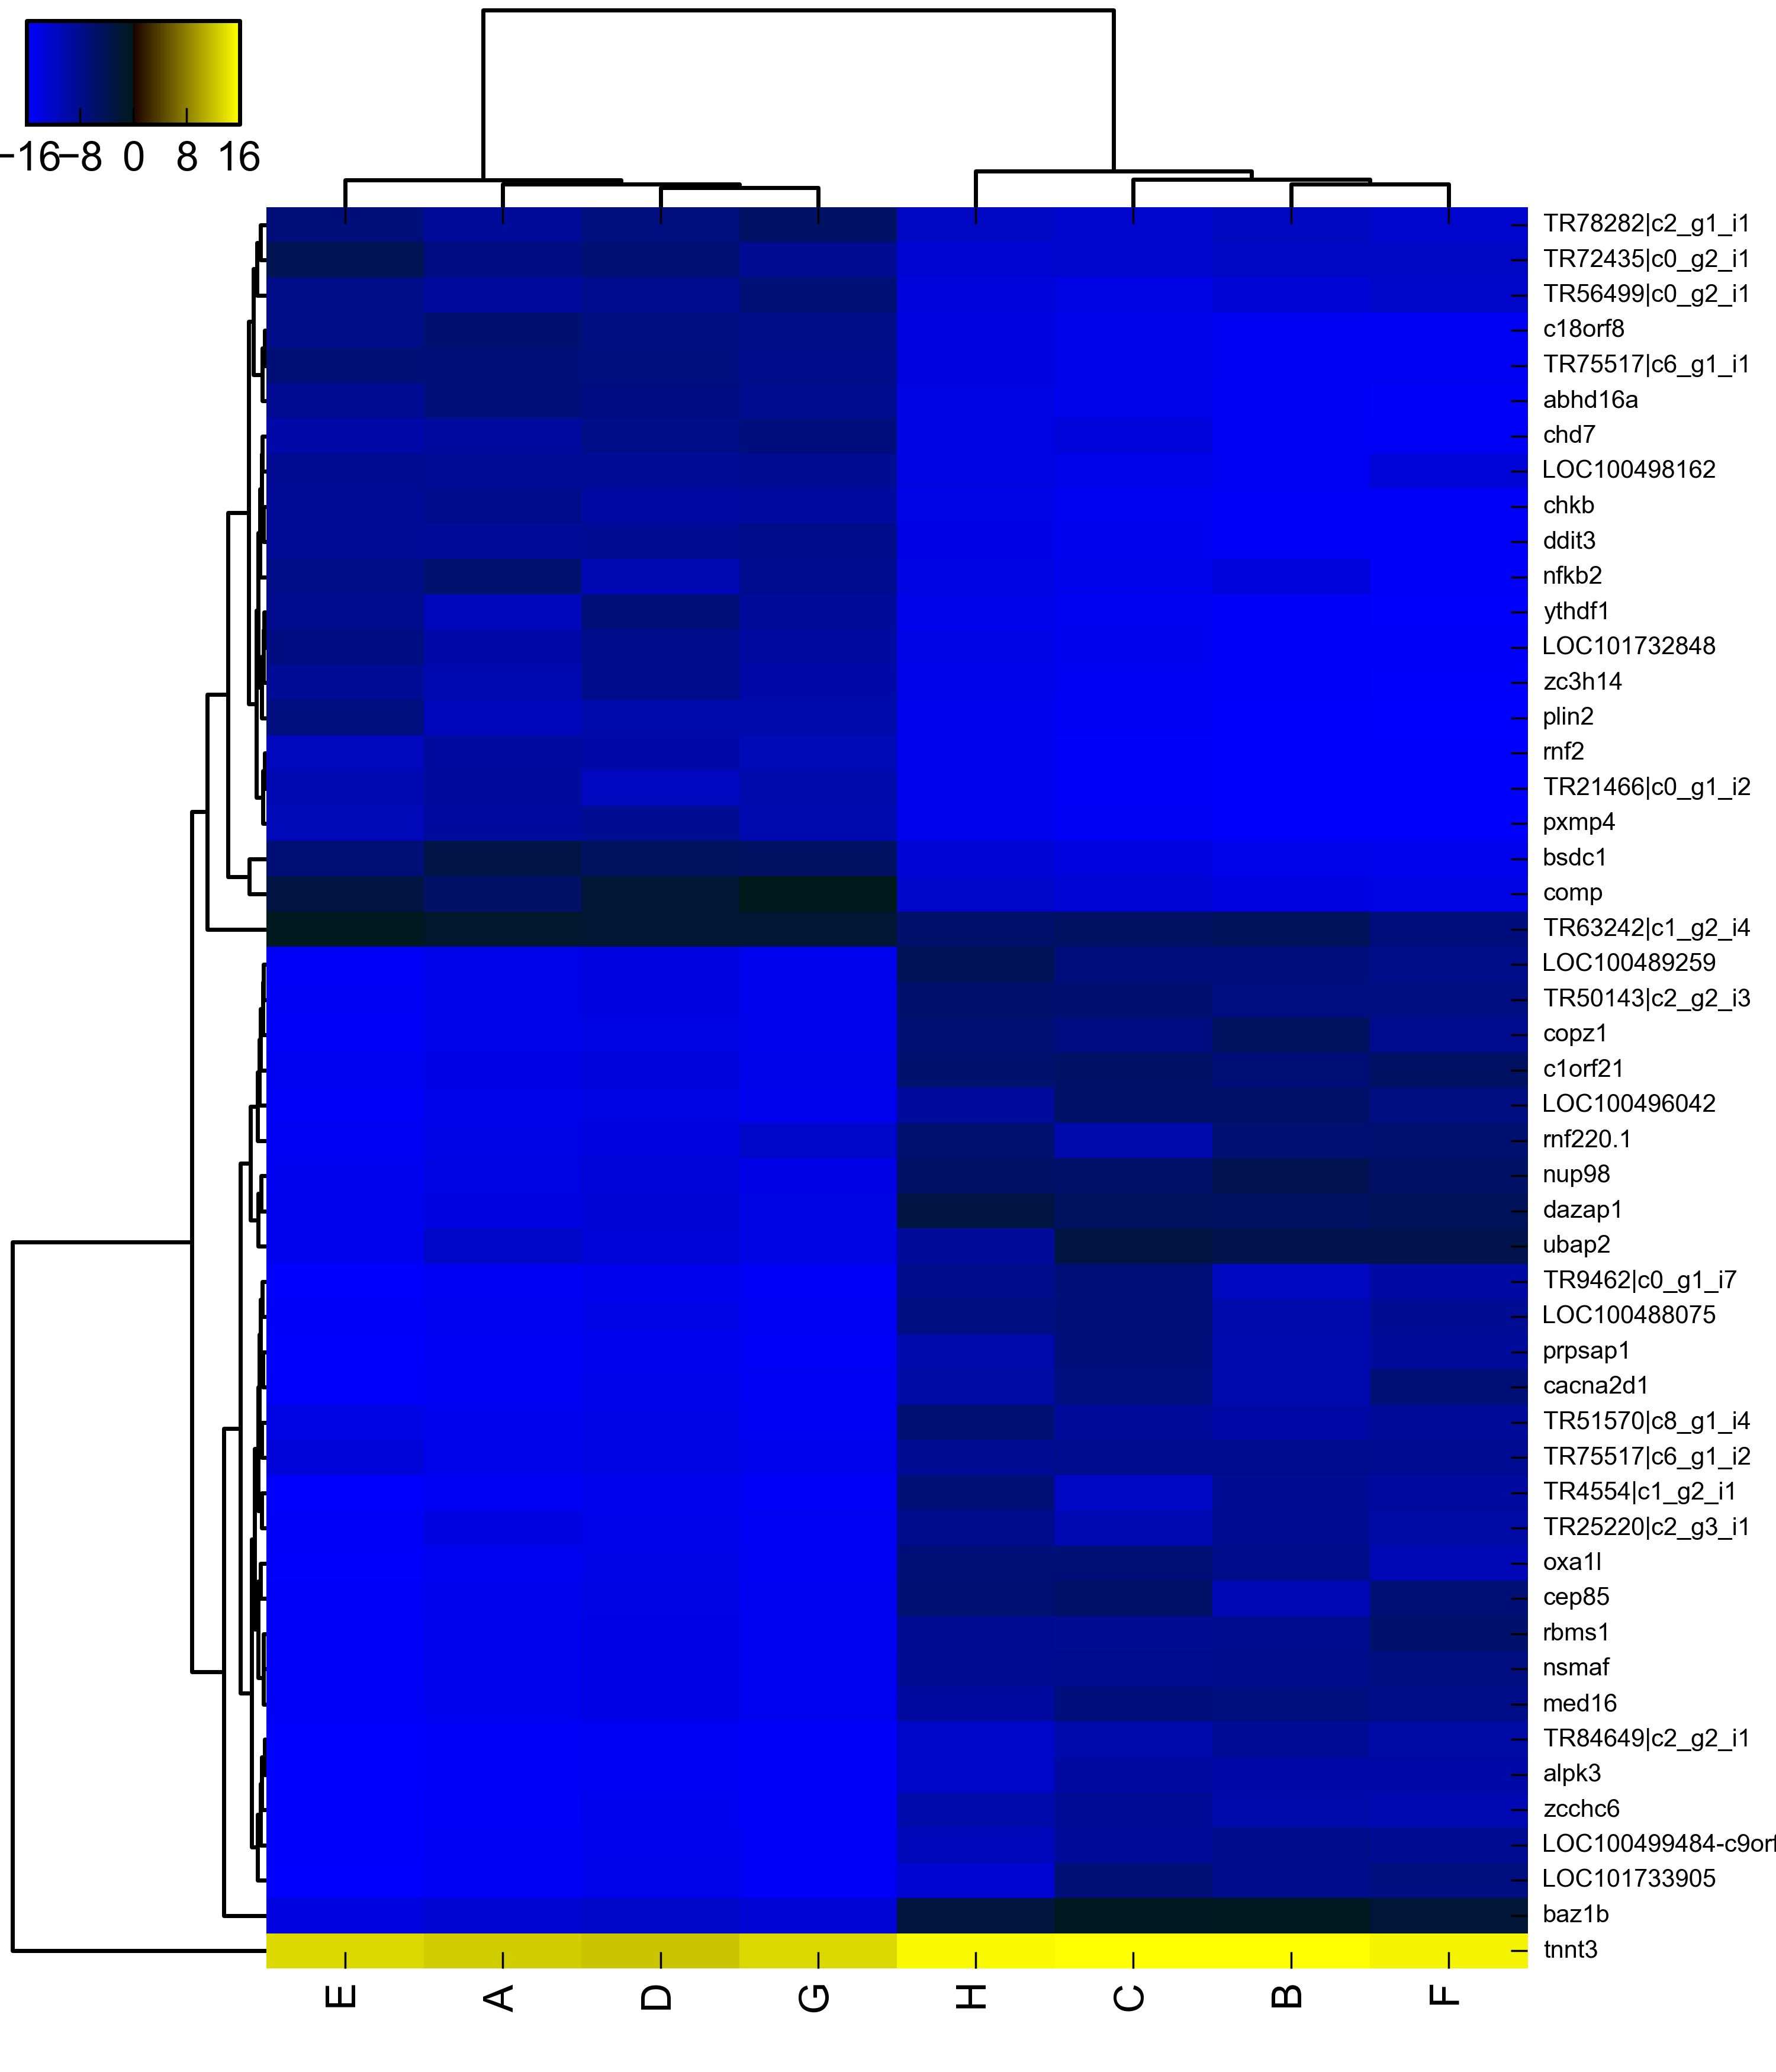 −16 −8 0 8 16
TR78282|c2_g1_i1
TR72435|c0_g2_i1
TR56499|c0_g2_i1
c18orf8
TR75517|c6_g1_i1
abhd16a
chd7
LOC100498162
chkb
ddit3
nfkb2
ythdf1
LOC101732848
zc3h14
plin2
rnf2
TR21466|c0_g1_i2
pxmp4
bsdc1
comp
TR63242|c1_g2_i4
LOC100489259
TR50143|c2_g2_i3
copz1
c1orf21
LOC100496042
rnf220.1
nup98
dazap1
ubap2
TR9462|c0_g1_i7
LOC100488075
prpsap1
cacna2d1
TR51570|c8_g1_i4
TR75517|c6_g1_i2
TR4554|c1_g2_i1
TR25220|c2_g3_i1
oxa1l
cep85
rbms1
nsmaf
med16
TR84649|c2_g2_i1
alpk3
zcchc6
LOC100499484-c9orf
LOC101733905
baz1b
tnnt3
E A D G H C B F